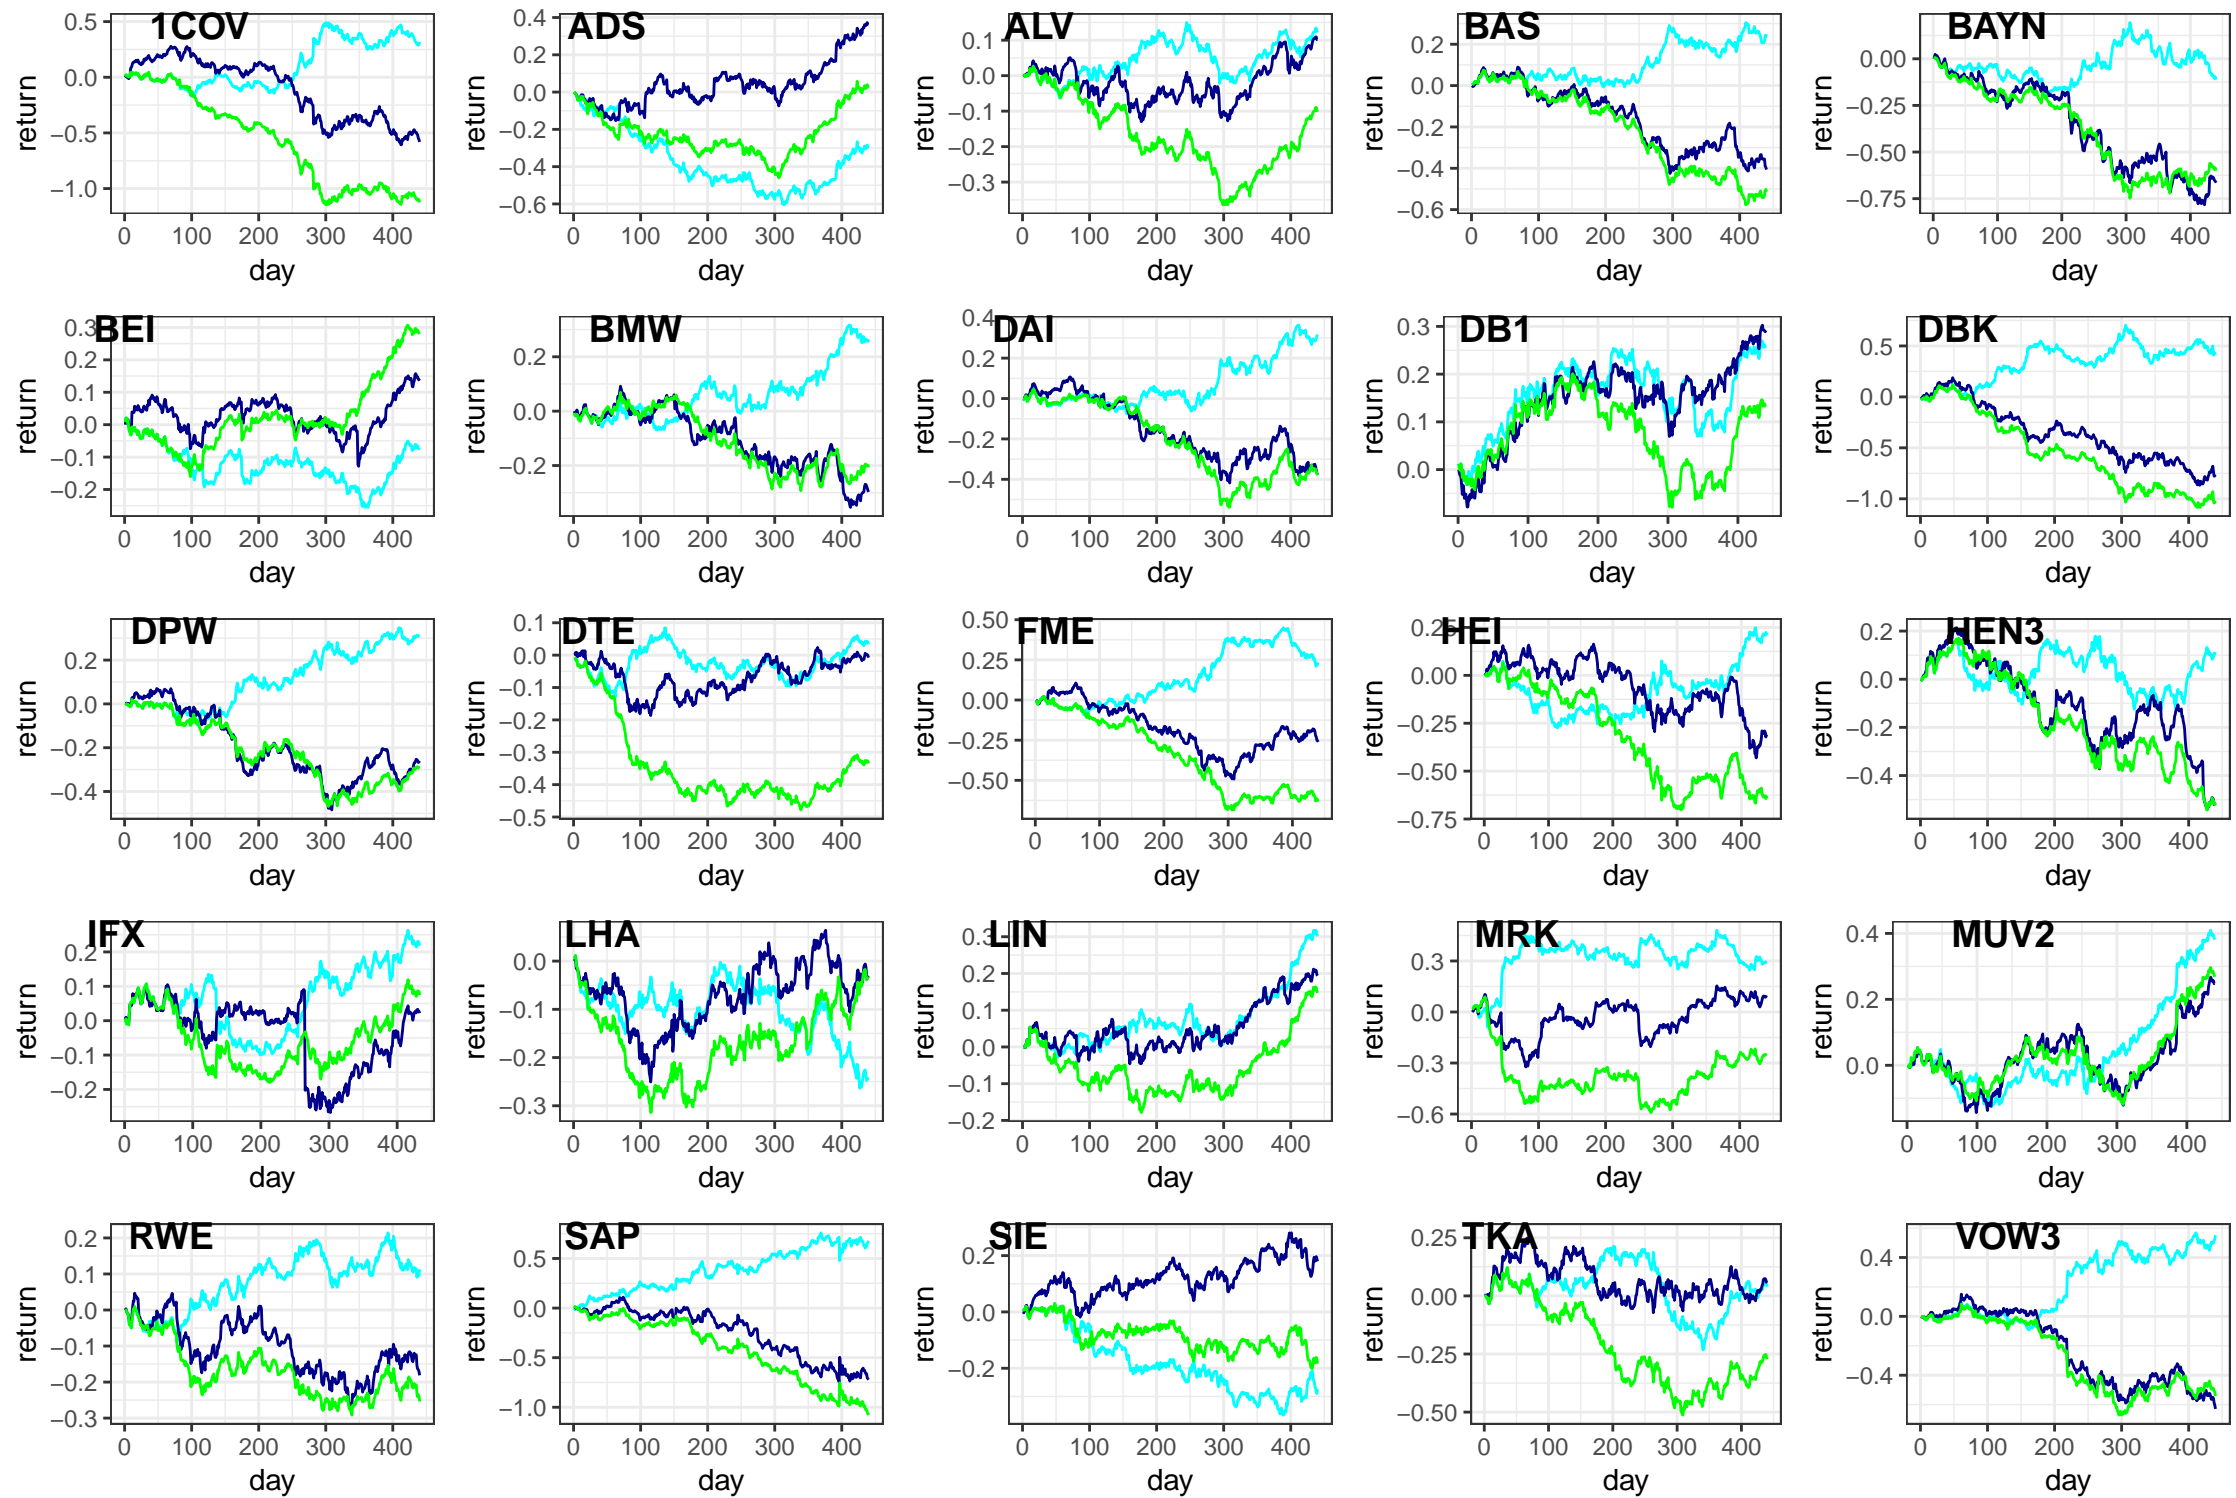 1COV
return
0.5
0.0
−0.5
−1.0
0 100 200 300 400
day
ADS
return
0.4
0.2
0.0
−0.2
−0.4
−0.6
0 100 200 300 400
day
ALV
return
0.1
0.0
−0.1
−0.2
−0.3
0 100 200 300 400
day
BAS
return
0.2
0.0
−0.2
−0.4
−0.6
0 100 200 300 400
day
BAYN
return
0.00
−0.25
−0.50
−0.75
0 100 200 300 400
day
BEI
return
0.3
0.2
0.1
0.0
−0.1
−0.2
0 100 200 300 400
day
BMW
return
0.2
0.0
−0.2
0 100 200 300 400
day
DAI
return
0.4
0.2
0.0
−0.2
−0.4
0 100 200 300 400
day
DB1
return
0.3
0.2
0.1
0.0
0 100 200 300 400
day
DBK
return
0.5
0.0
−0.5
−1.0
0 100 200 300 400
day
DPW
return
0.2
0.0
−0.2
−0.4
0 100 200 300 400
day
DTE
return
0.1
0.0
−0.1
−0.2
−0.3
−0.4
−0.5
0 100 200 300 400
day
FME
return
0.50
0.25
0.00
−0.25
−0.50
0 100 200 300 400
day
HEI
return
0.25
0.00
−0.25
−0.50
−0.75
0 100 200 300 400
day
HEN3
return
0.2
0.0
−0.2
−0.4
0 100 200 300 400
day
IFX
return
0.2
0.1
0.0
−0.1
−0.2
0 100 200 300 400
day
LHA
return
0.0
−0.1
−0.2
−0.3
0 100 200 300 400
day
LIN
return
0.3
0.2
0.1
0.0
−0.1
−0.2
0 100 200 300 400
day
MRK
return
0.3
0.0
−0.3
−0.6
0 100 200 300 400
day
MUV2
return
0.4
0.2
0.0
0 100 200 300 400
day
RWE
return
0.2
0.1
0.0
−0.1
−0.2
−0.3
0 100 200 300 400
day
SAP
return
0.5
0.0
−0.5
−1.0
0 100 200 300 400
day
SIE
return
0.2
0.0
−0.2
0 100 200 300 400
day
TKA
return
0.25
0.00
−0.25
−0.50
0 100 200 300 400
day
VOW3
return
0.4
0.0
−0.4
0 100 200 300 400
day